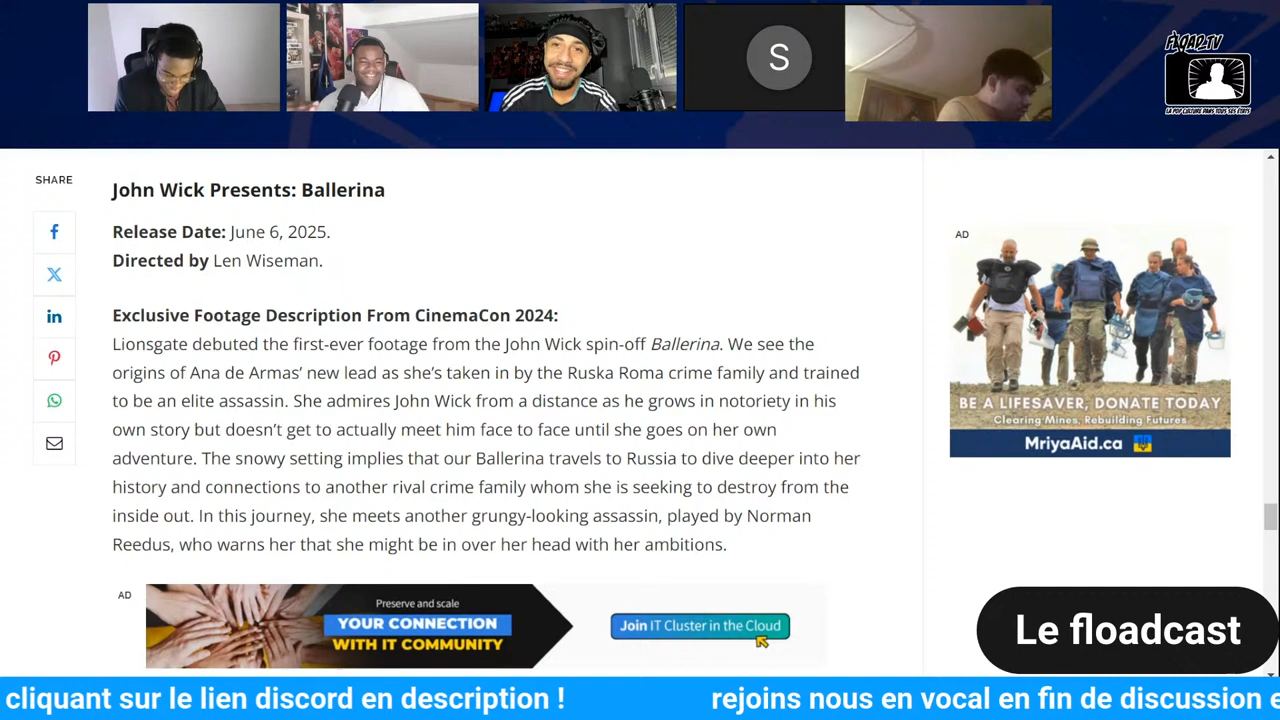 S
FLOAD.TV
LA POP CULTURE DANS TOUS SES ÉTATS
SHARE
John Wick Presents: Ballerina
Release Date: June 6, 2025.
Directed by Len Wiseman.
Exclusive Footage Description From CinemaCon 2024:
Lionsgate debuted the first-ever footage from the John Wick spin-off Ballerina. We see the
origins of Ana de Armas’ new lead as she’s taken in by the Ruska Roma crime family and trained
to be an elite assassin. She admires John Wick from a distance as he grows in notoriety in his
own story but doesn’t get to really meet him face to face until she goes on her own
adventure. The snowy setting implies that our Ballerina travels to Russia to dive deeper into her
history and connections to another rival crime family whom she is seeking to destroy from the
inside out. In this journey, she meets another grungy-looking assassin, played by Norman
Reedus, who warns her that she might be in over her head with her ambitions.
AD
BE A LIFESAVER, DONATE TODAY
Clearing Mines, Rebuilding Futures
MriyaAid.ca
AD
Preserve and scale
YOUR CONNECTION
WITH IT COMMUNITY
Join IT Cluster in the Cloud
Le floadcast
cliquant sur le lien discord en description !
rejoins nous en vocal en fin de discussion e